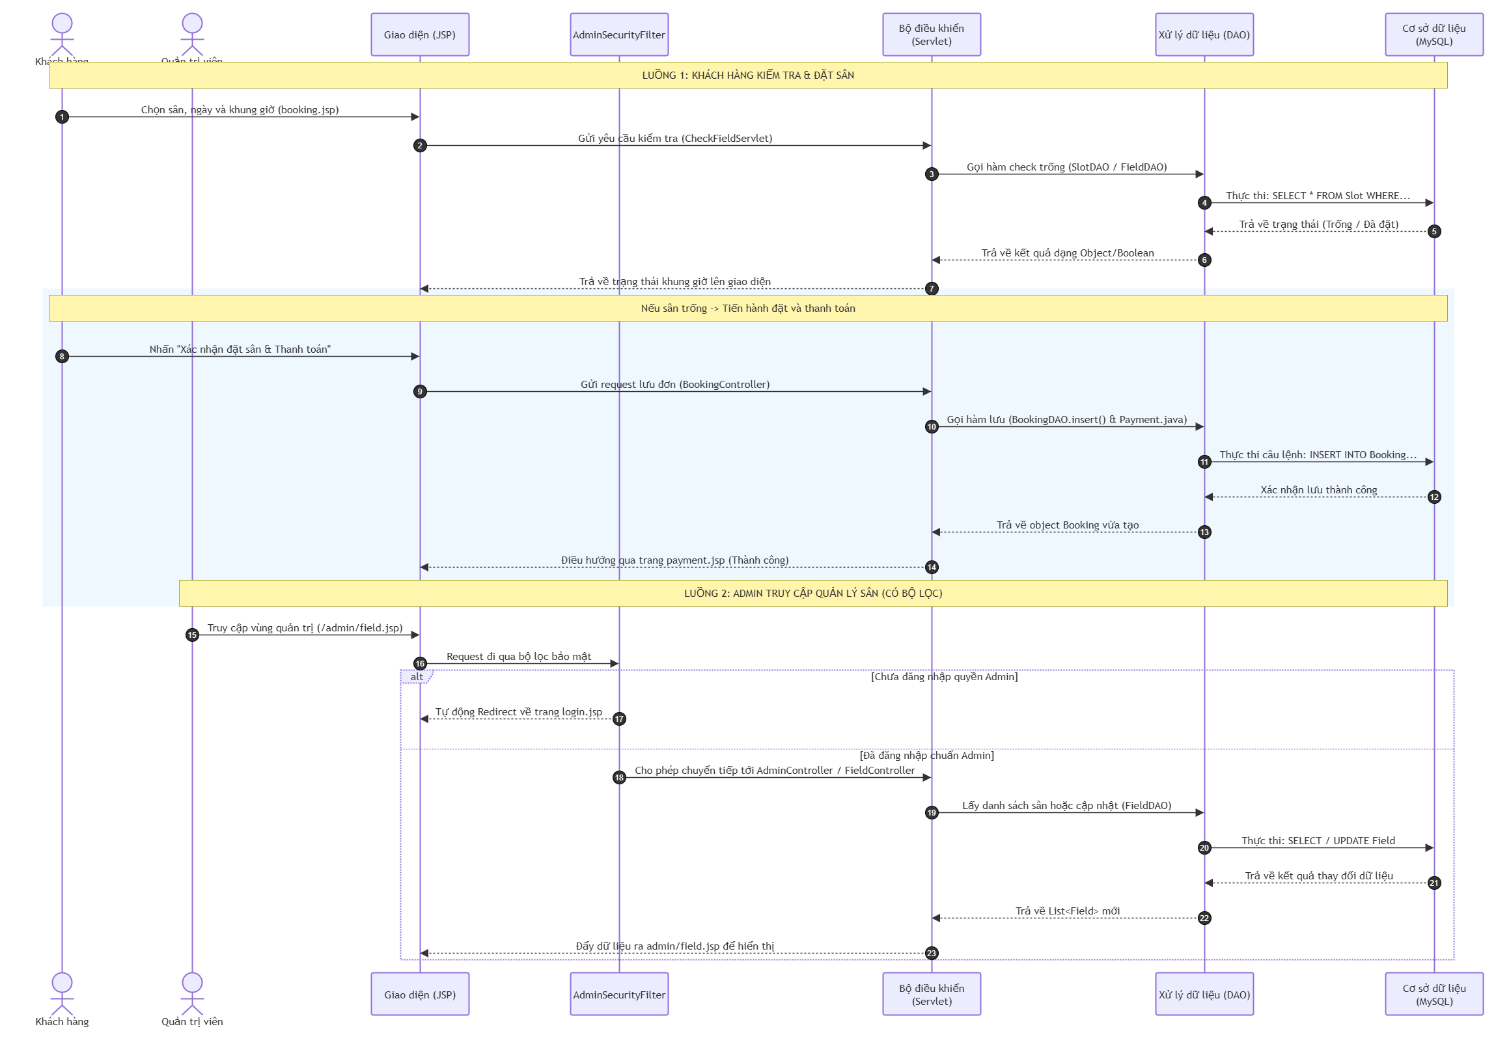 Giao diện (JSP)
AdminSecurityFilter
Bộ điều khiển
(Servlet)
Xử lý dữ liệu (DAO)
Cơ sở dữ liệu
(MySQL)
Khách hàng
Quản trị viên
LUỒNG 1: KHÁCH HÀNG KIỂM TRA & ĐẶT SÂN
1
Chọn sân, ngày và khung giờ (booking.jsp)
2
Gửi yêu cầu kiểm tra (CheckFieldServlet)
3
Gọi hàm check trống (SlotDAO / FieldDAO)
4
Thực thi: SELECT * FROM Slot WHERE...
Trả về trạng thái (Trống / Đã đặt)
5
Trả về kết quả dạng Object/Boolean
6
Trả về trạng thái khung giờ lên giao diện
7
Nếu sân trống -> Tiến hành đặt và thanh toán
8
Nhấn "Xác nhận đặt sân & Thanh toán"
9
Gửi request lưu đơn (BookingController)
10
Gọi hàm lưu (BookingDAO.insert() & Payment.java)
11
Thực thi câu lệnh: INSERT INTO Booking...
Xác nhận lưu thành công
12
Trả về object Booking vừa tạo
13
Điều hướng qua trang payment.jsp (Thành công)
14
LUỒNG 2: ADMIN TRUY CẬP QUẢN LÝ SÂN (CÓ BỘ LỌC)
15
Truy cập vùng quản trị (/admin/field.jsp)
16
Request đi qua bộ lọc bảo mật
alt
[Chưa đăng nhập quyền Admin]
Tự động Redirect về trang login.jsp
17
[Đã đăng nhập chuẩn Admin]
18
Cho phép chuyển tiếp tới AdminController / FieldController
19
Lấy danh sách sân hoặc cập nhật (FieldDAO)
20
Thực thi: SELECT / UPDATE Field
Trả về kết quả thay đổi dữ liệu
21
Trả về List<Field> mới
22
Đẩy dữ liệu ra admin/field.jsp để hiển thị
23
Khách hàng
Quản trị viên
Giao diện (JSP)
AdminSecurityFilter
Bộ điều khiển
(Servlet)
Xử lý dữ liệu (DAO)
Cơ sở dữ liệu
(MySQL)